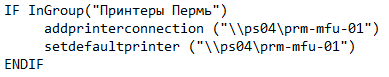 IF InGroup("Принтеры Пермь")
     addprinterconnection ("\\ps04\prm-mfu-01")
     setdefaultprinter ("\\ps04\prm-mfu-01")
ENDIF